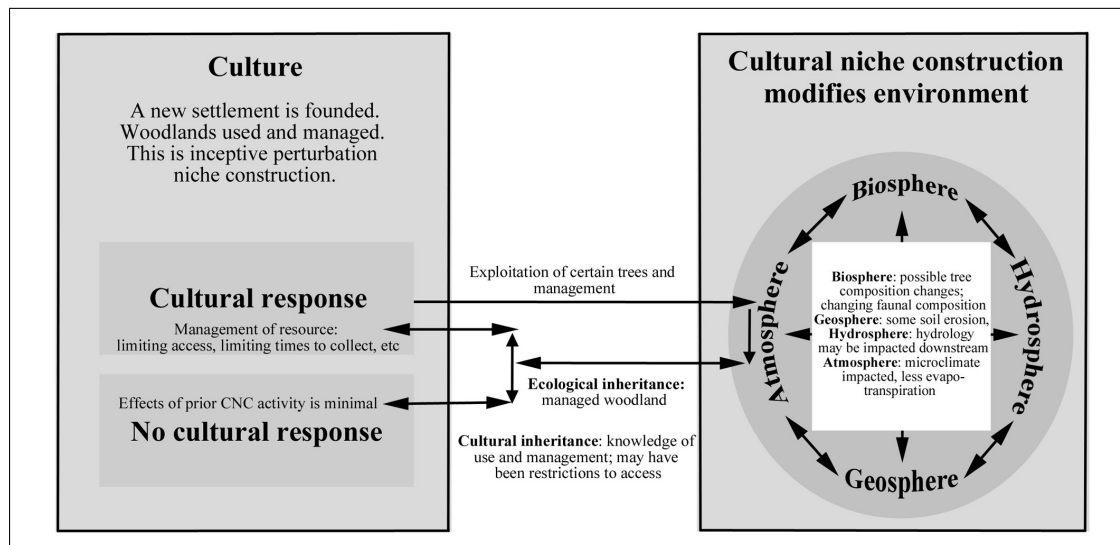 Culture
A new settlement is founded.
Woodlands used and managed.
This is inceptive perturbation
niche construction.
Cultural response
Management of resource:
limiting access, limiting times to collect, etc
Effects of prior CNC activity is minimal
No cultural response
Exploitation of certain trees and
management
Ecological inheritance:
managed woodland
Cultural inheritance: knowledge of
use and management; may have
been restrictions to access
Cultural niche construction
modifies environment
Biosphere
Atmosphere
Hydrosphere
Geosphere
Biosphere: possible tree
composition changes;
changing faunal composition
Geosphere: some soil erosion,
Hydrosphere: hydrology
may be impacted downstream
Atmosphere: microclimate
impacted, less evapo-
transpiration